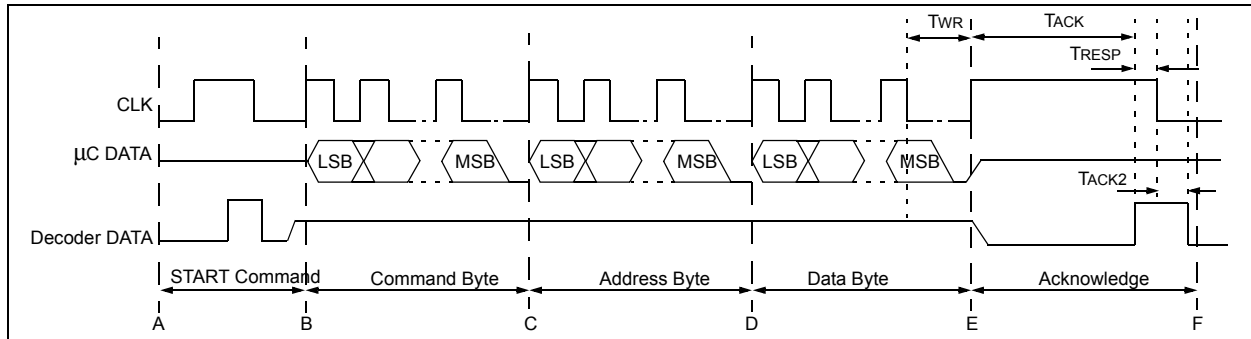 TWR
TACK
TRESP
CLK
μC DATA
LSB
MSB
LSB
MSB
LSB
MSB
TACK2
Decoder DATA
START Command
Command Byte
Address Byte
Data Byte
Acknowledge
A
B
C
D
E
F